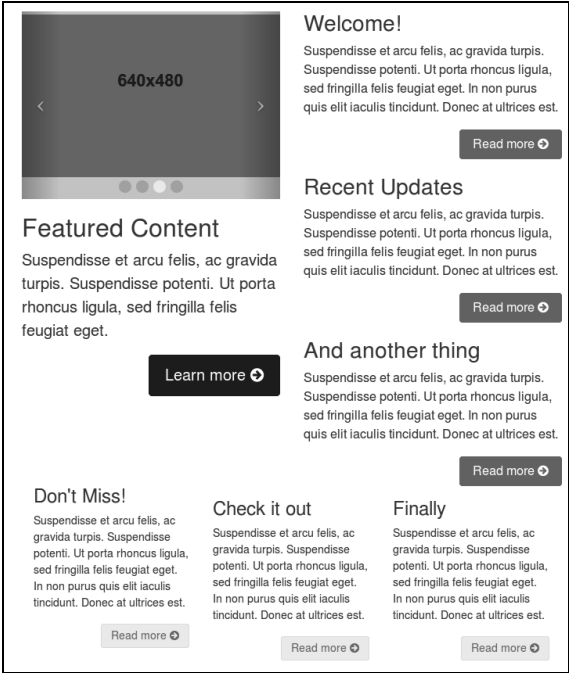 640x480
Featured Content
Suspendisse et arcu felis, ac gravida
turpis. Suspendisse potenti. Ut porta
rhoncus ligula, sed fringilla felis
feugiat eget.
Learn more
Welcome!
Suspendisse et arcu felis, ac gravida turpis.
Suspendisse potenti. Ut porta rhoncus ligula,
sed fringilla felis feugiat eget. In non purus
quis elit iaculis tincidunt. Donec at ultrices est.
Read more
Recent Updates
Suspendisse et arcu felis, ac gravida turpis.
Suspendisse potenti. Ut porta rhoncus ligula,
sed fringilla felis feugiat eget. In non purus
quis elit iaculis tincidunt. Donec at ultrices est.
Read more
And another thing
Suspendisse et arcu felis, ac gravida turpis.
Suspendisse potenti. Ut porta rhoncus ligula,
sed fringilla felis feugiat eget. In non purus
quis elit iaculis tincidunt. Donec at ultrices est.
Read more
Don't Miss!
Suspendisse et arcu felis, ac
gravida turpis. Suspendisse
potenti. Ut porta rhoncus ligula,
sed fringilla felis feugiat eget.
In non purus quis elit iaculis
tincidunt. Donec at ultrices est.
Read more
Check it out
Suspendisse et arcu felis, ac
gravida turpis. Suspendisse
potenti. Ut porta rhoncus ligula,
sed fringilla felis feugiat eget.
In non purus quis elit iaculis
tincidunt. Donec at ultrices est.
Read more
Finally
Suspendisse et arcu felis, ac
gravida turpis. Suspendisse
potenti. Ut porta rhoncus ligula,
sed fringilla felis feugiat eget.
In non purus quis elit iaculis
tincidunt. Donec at ultrices est.
Read more